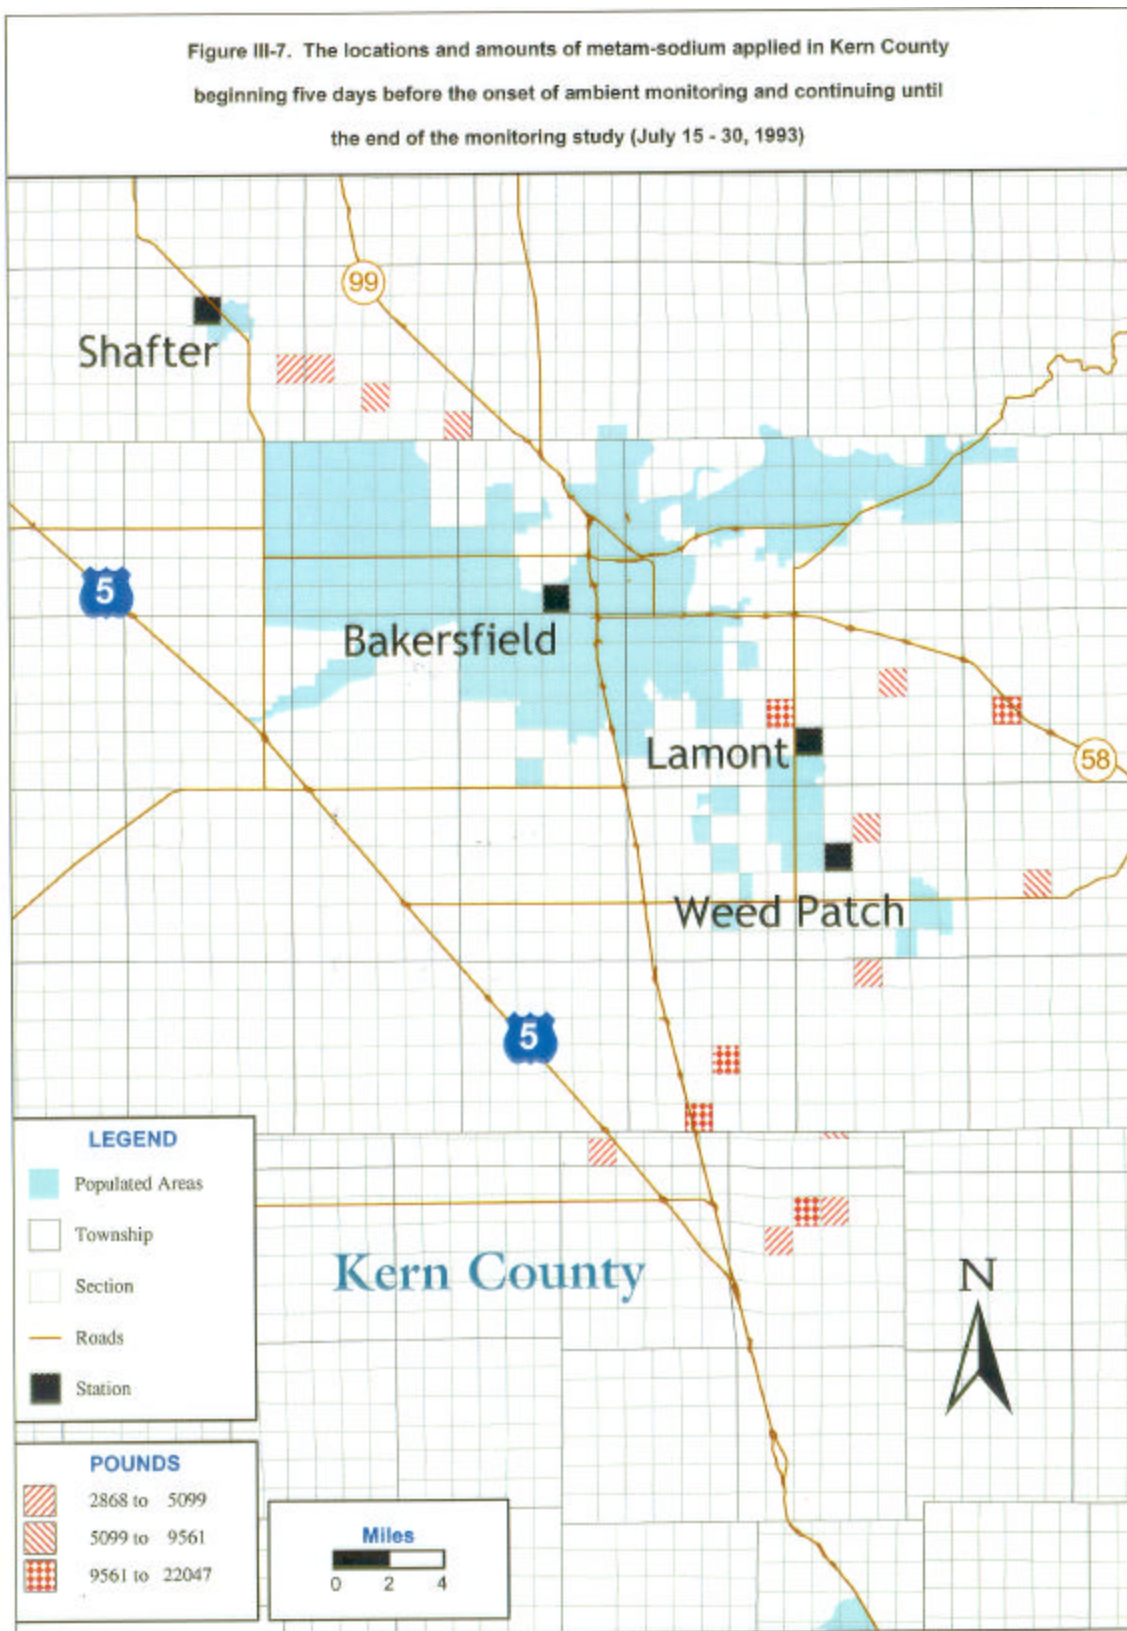 Figure III-7. The locations and amounts of metam-sodium applied in Kern County
beginning five days before the onset of ambient monitoring and continuing until
the end of the monitoring study (July 15 - 30, 1993)
99
Shafter
5
Bakersfield
Lamont
58
Weed Patch
5
Kern County
N
LEGEND
Populated Areas
Township
Section
Roads
Station
POUNDS
2868 to 5099
5099 to 9561
9561 to 22047
Miles
0 2 4